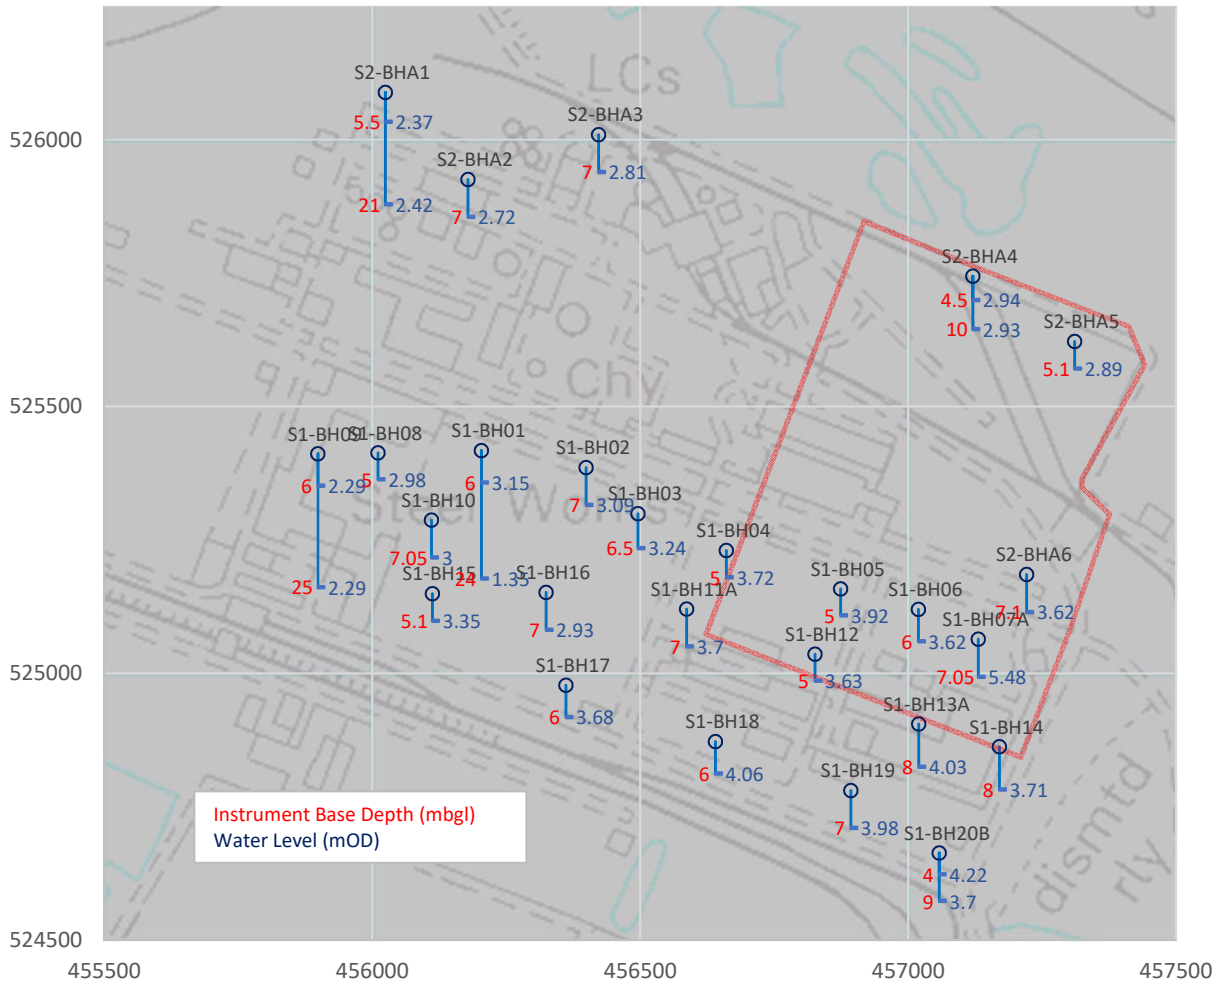 LCs
S2-BHA1
5.5 2.37
21 2.42
S2-BHA3
7 2.81
526000
S2-BHA2
7 2.72
S2-BHA4
4.5 2.94
10 2.93
S2-BHA5
5.1 2.89
Chy
525500
S1-BH09
6 2.29
25 2.29
S1-BH08
5 2.98
S1-BH01
6 3.15
24 1.35
S1-BH02
7 3.09
Steel Works
S1-BH10
7.05 3
S1-BH03
6.5 3.24
S1-BH04
5 3.72
S1-BH15
5.1 3.35
S1-BH16
7 2.93
S1-BH11A
7 3.7
S1-BH05
5 3.92
S1-BH06
6 3.62
S2-BHA6
7.1 3.62
S1-BH07A
7.05 5.48
S1-BH12
5 3.63
525000
S1-BH17
6 3.68
S1-BH18
6 4.06
S1-BH13A
8 4.03
S1-BH14
8 3.71
S1-BH19
7 3.98
S1-BH20B
4 4.22
9 3.7
dismtd
rly
Instrument Base Depth (mbgl)
Water Level (mOD)
524500
455500 456000 456500 457000 457500